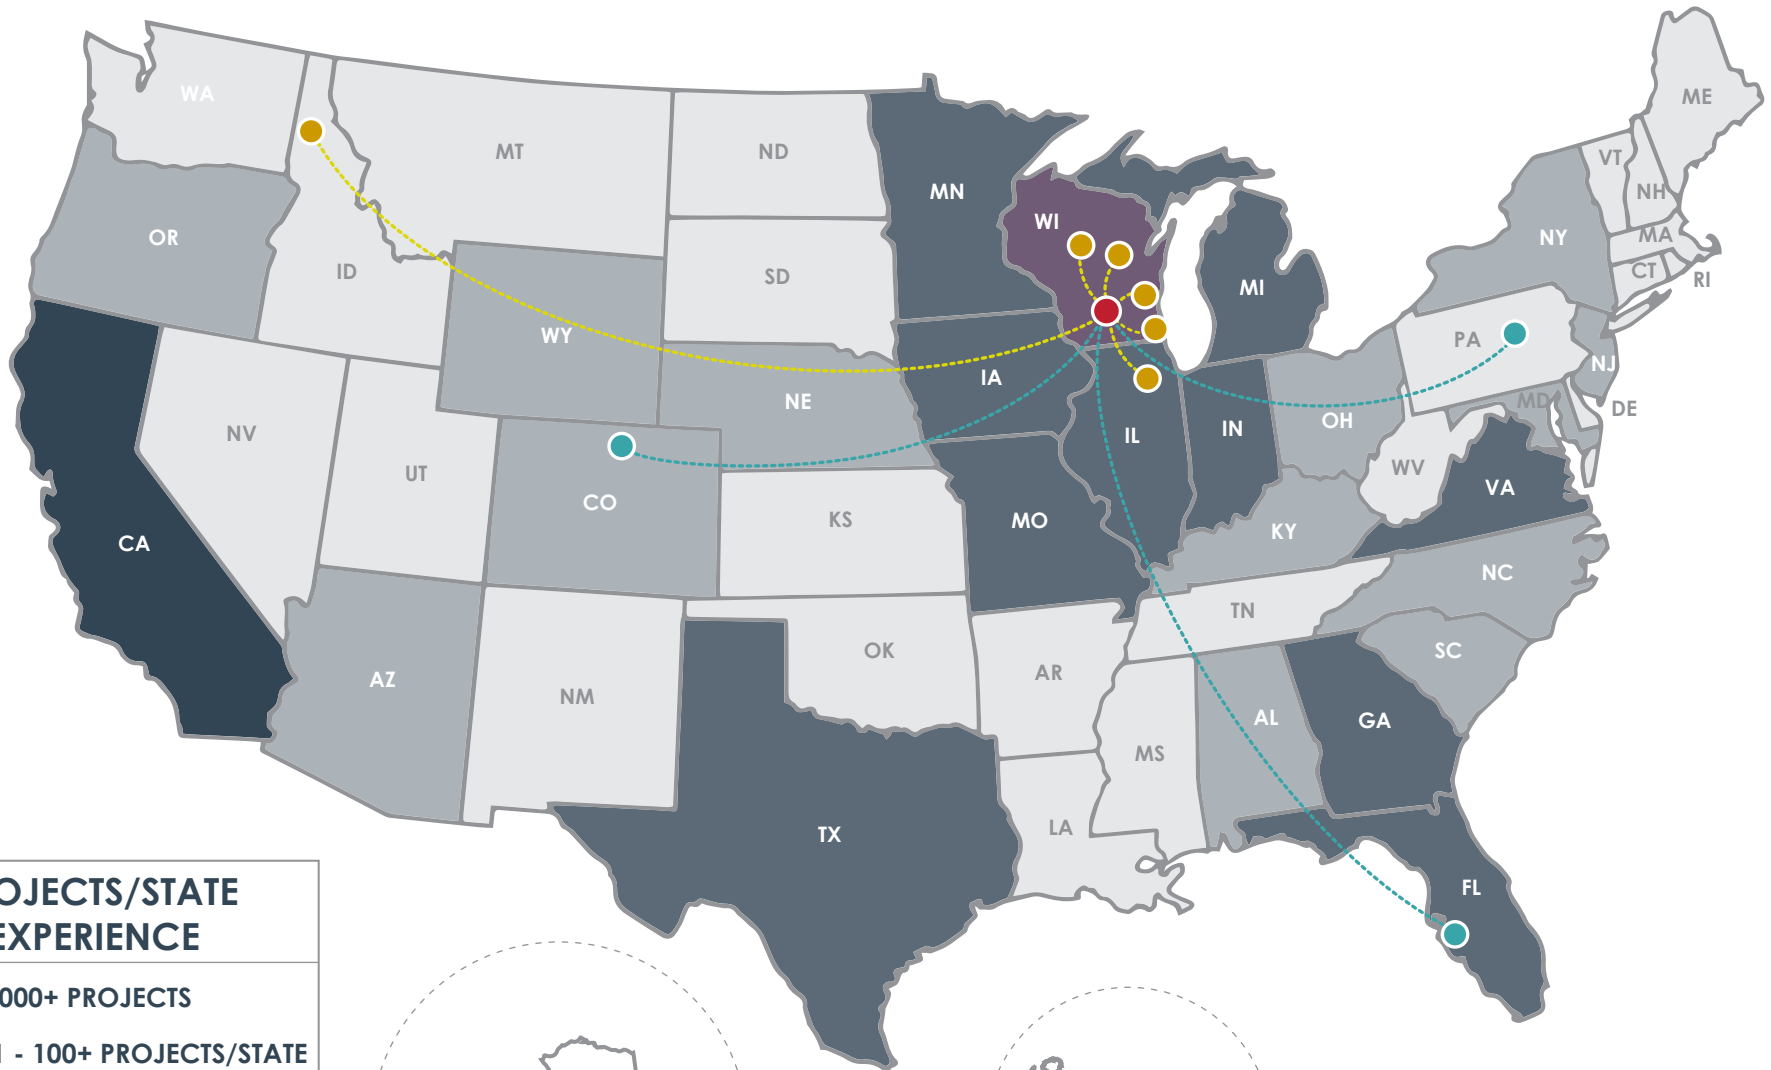 WA
MT
ND
MN
ME
VT
NH
OR
ID
SD
WI
MI
NY
MA
CT
RI
WY
NE
IA
PA
NJ
NV
UT
CO
KS
MO
IL
IN
OH
MD
DE
WV
VA
CA
KY
NC
AZ
NM
OK
AR
TN
SC
MS
AL
GA
TX
LA
FL
OJECTS/STATE
EXPERIENCE
000+ PROJECTS
- 100+ PROJECTS/STATE